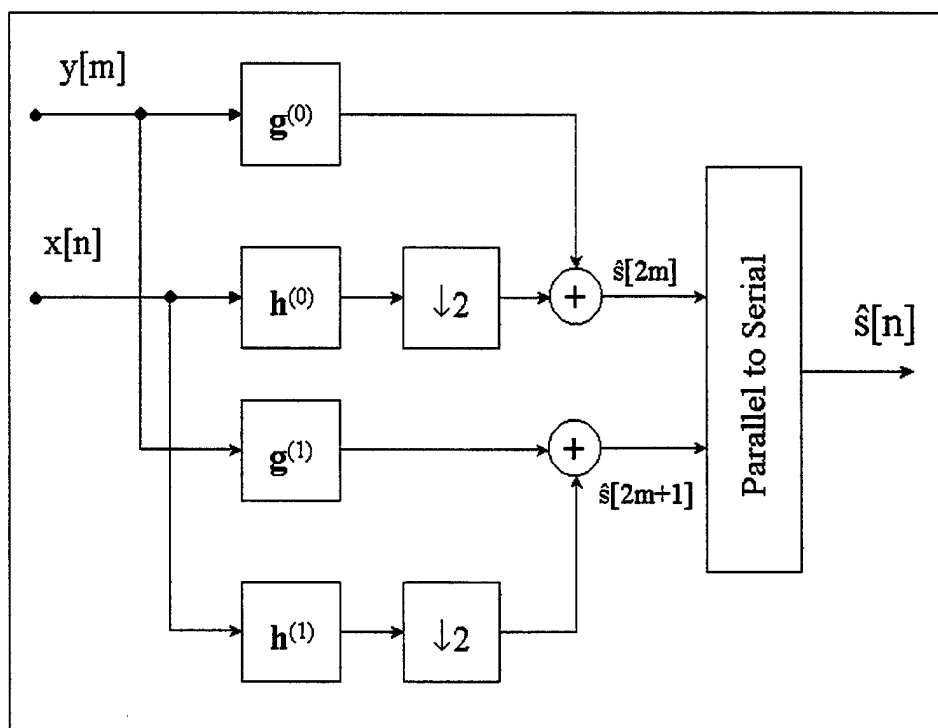 y[m]
g(0)
x[n]
h(0)
↓2
+
ŝ[2m]
ŝ[n]
Parallel to Serial
g(1)
+
ŝ[2m+1]
h(1)
↓2